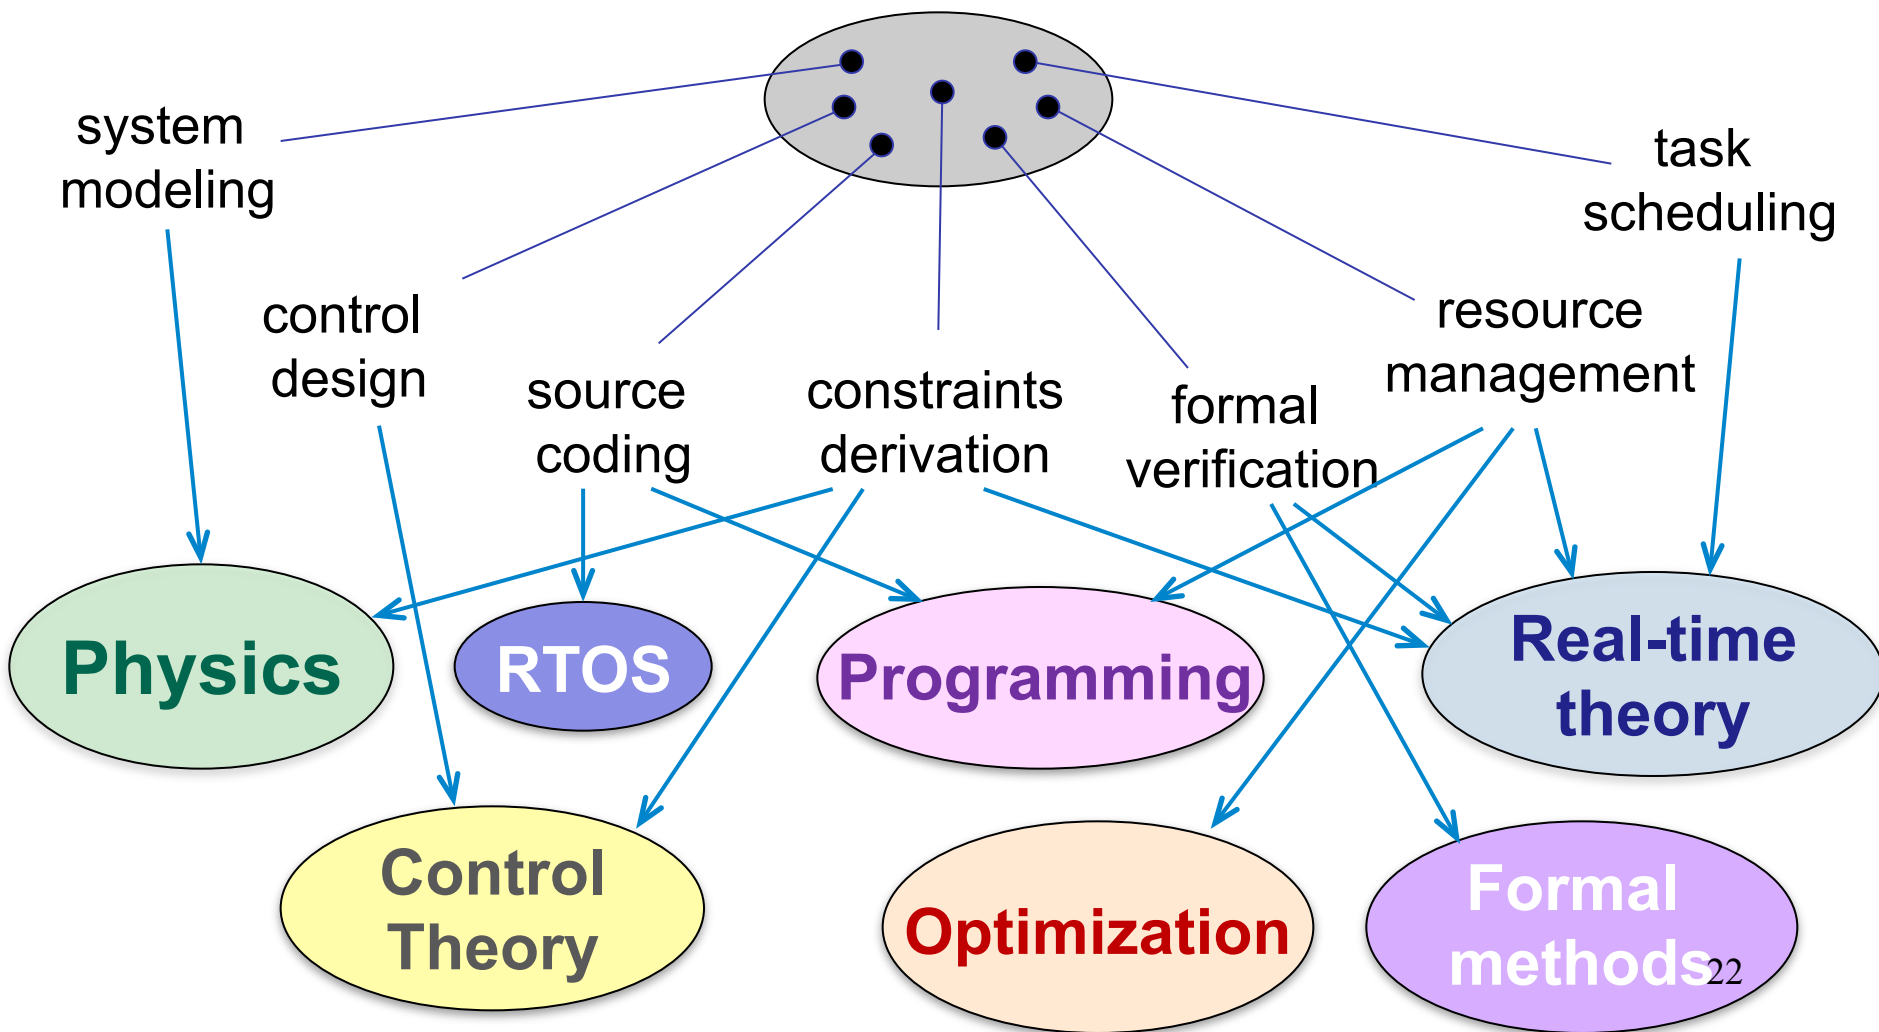 system
modeling
control
design
source
coding
constraints
derivation
formal
verification
resource
management
task
scheduling
Physics
RTOS
Programming
Real-time
theory
Control
Theory
Optimization
Formal
methods
22